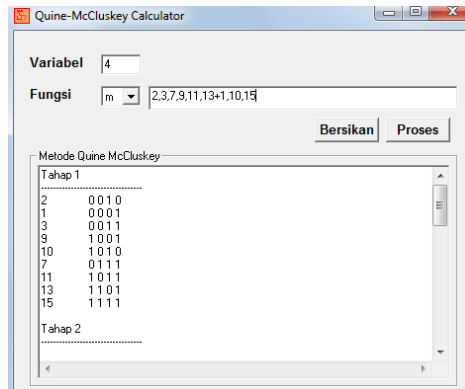 Quine-McCluskey Calculator
Variabel 4
Fungsi m 2,3,7,9,11,13+1,10,15
Bersikan Proses
Metode Quine McCluskey
Tahap 1
--------------------------------
2 0 0 1 0
1 0 0 0 1
3 0 0 1 1
9 1 0 0 1
10 1 0 1 0
7 0 1 1 1
11 1 0 1 1
13 1 1 0 1
15 1 1 1 1
Tahap 2
--------------------------------